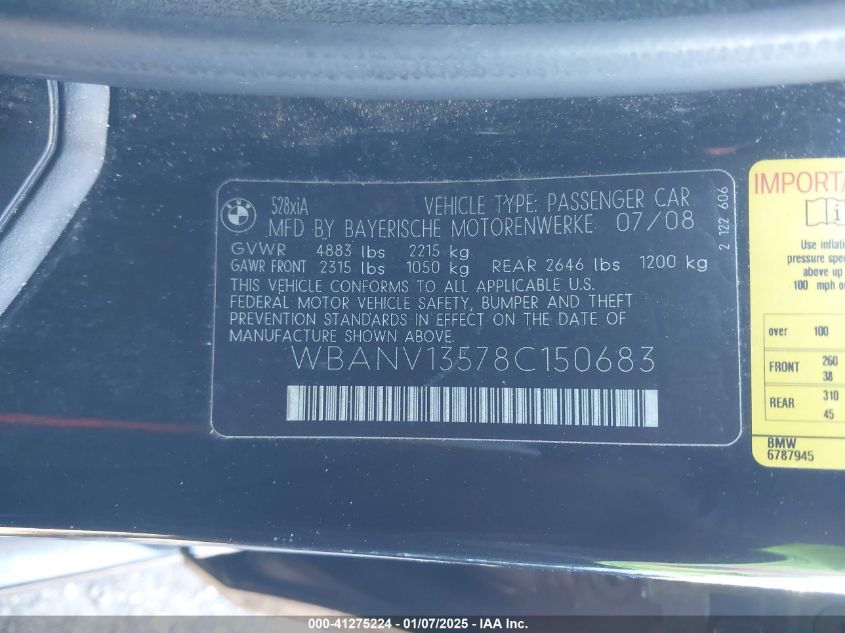 528xiA VEHICLE TYPE: PASSENGER CAR
MFD BY BAYERISCHE MOTORENWERKE 07/08
GVWR 4883 lbs 2215 kg
GAWR FRONT 2315 lbs 1050 kg REAR 2646 lbs 1200 kg
THIS VEHICLE CONFORMS TO ALL APPLICABLE U.S.
FEDERAL MOTOR VEHICLE SAFETY, BUMPER AND THEFT
PREVENTION STANDARDS IN EFFECT ON THE DATE OF
MANUFACTURE SHOWN ABOVE.
WBANV13578C150683
2 122 606
IMPORTA
Use inflati
pressure spec
above up
100 mph o
over 100
FRONT 260
38
REAR 310
45
BMW
6787945
000-41275224 - 01/07/2025 - IAA Inc.